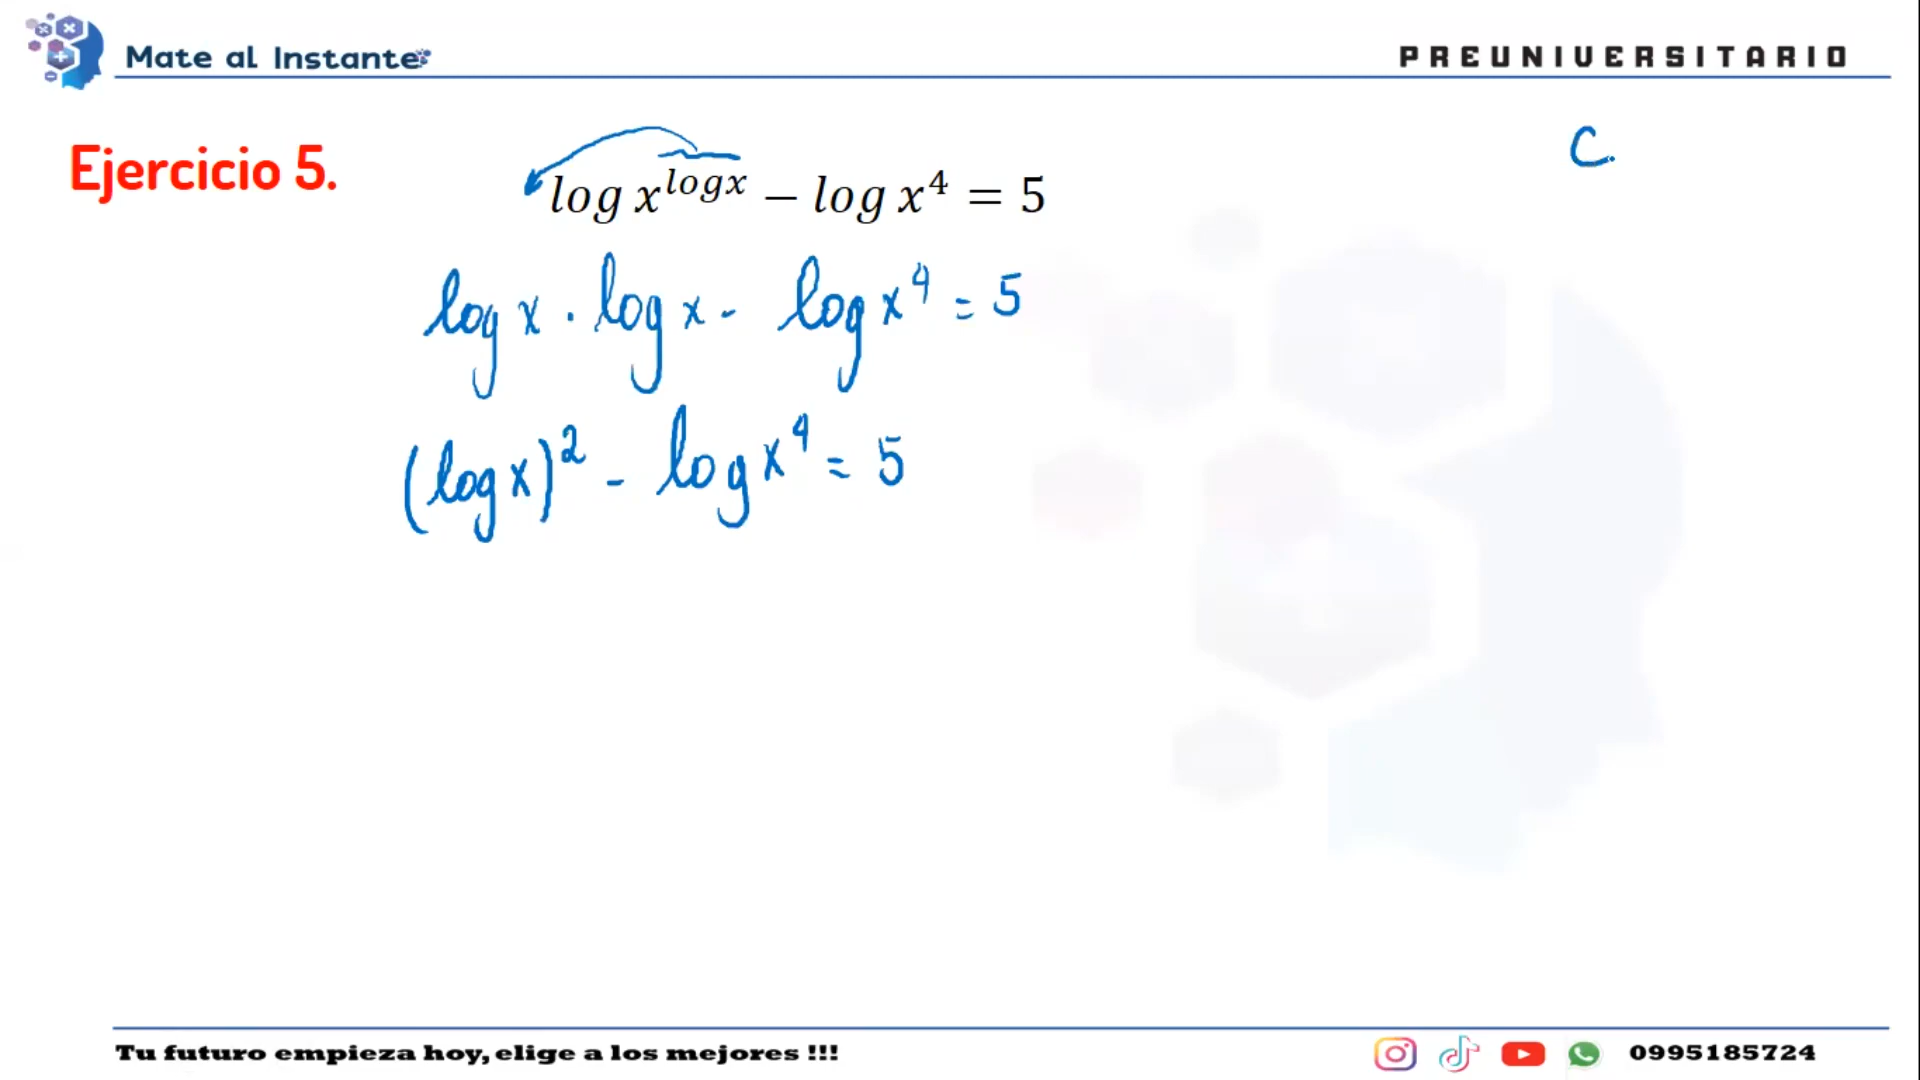 Mate al Instante
PREUNIVERSITARIO
Ejercicio 5.
log x^{log x} − log x^4 = 5
C.
log x · log x - log x^4 = 5
(log x)^2 - log x^4 = 5
Tu futuro empieza hoy, elige a los mejores !!!
0995185724